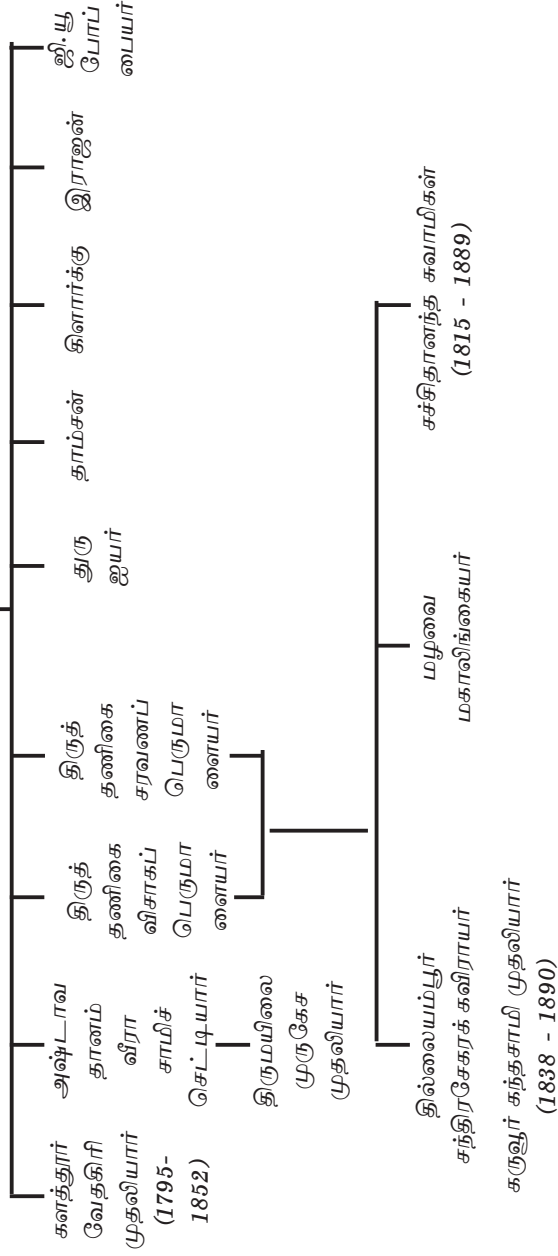 களத்தூர்
வேதகிரி
முதலியார்
(1795-
1852)
அஷ்டாவ
தானம்
வீரா
சாமிச்
செட்டியார்
திருத்
தணிகை
விசாகப்
பெருமா
ளையர்
திருத்
தணிகை
சரவணப்
பெருமா
ளையர்
துரு
ஐயர்
தாம்சன்
கிளார்க்கு
இராஜன்
ஜி.யூ
போப்
பையர்
திருமயிலை
முருகேச
முதலியார்
தில்லையம்பூர்
சந்திரசேகரக் கவிராயர்
கருவூர் கந்தசாமி முதலியார்
(1838 - 1890)
மழவை
மகாலிங்கையர்
சச்சிதானந்த சுவாமிகள்
(1815 - 1889)